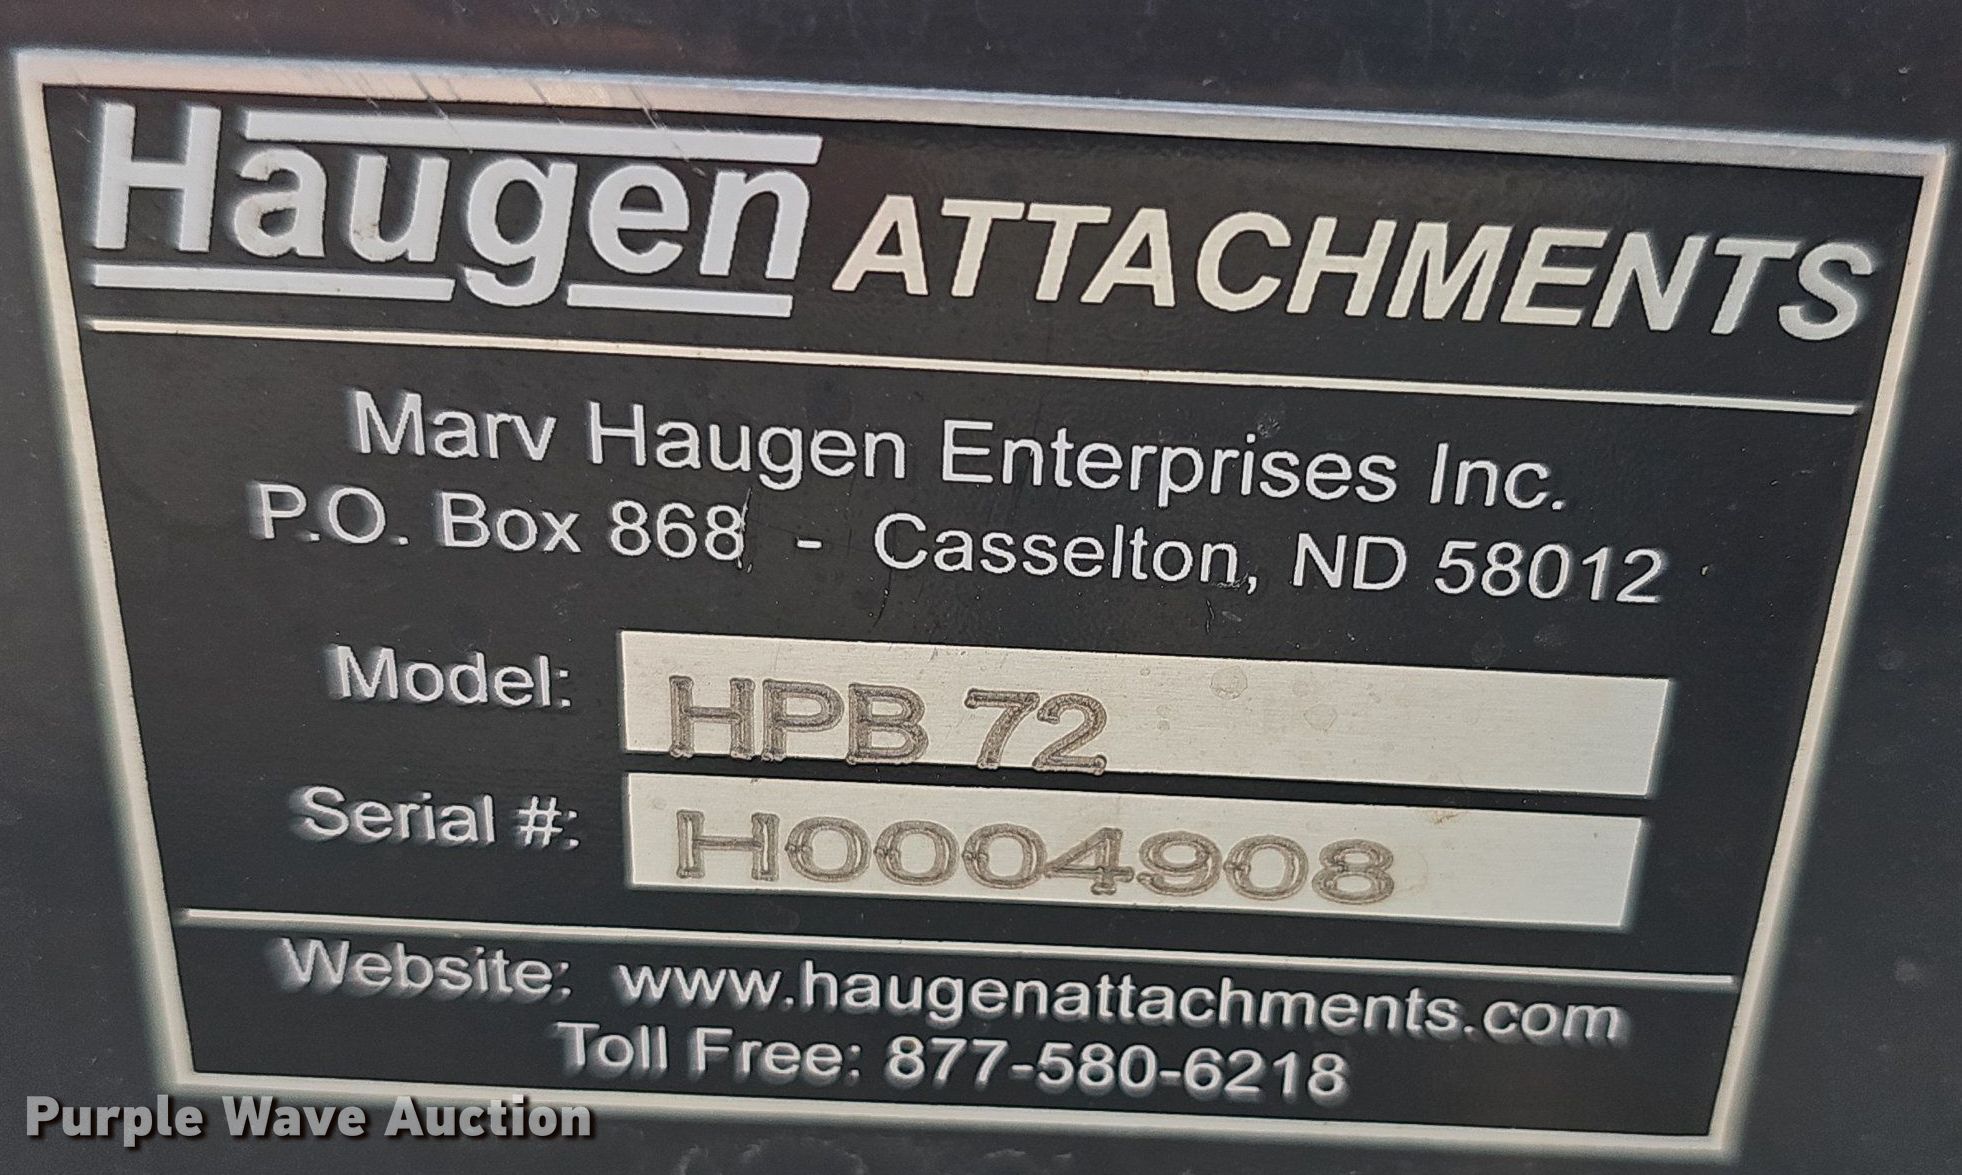 Haugen ATTACHMENTS
Marv Haugen Enterprises Inc.
P.O. Box 868 - Casselton, ND 58012
Model: HPB 72
Serial #: H0004908
Website: www.haugenattachments.com
Toll Free: 877-580-6218
Purple Wave Auction